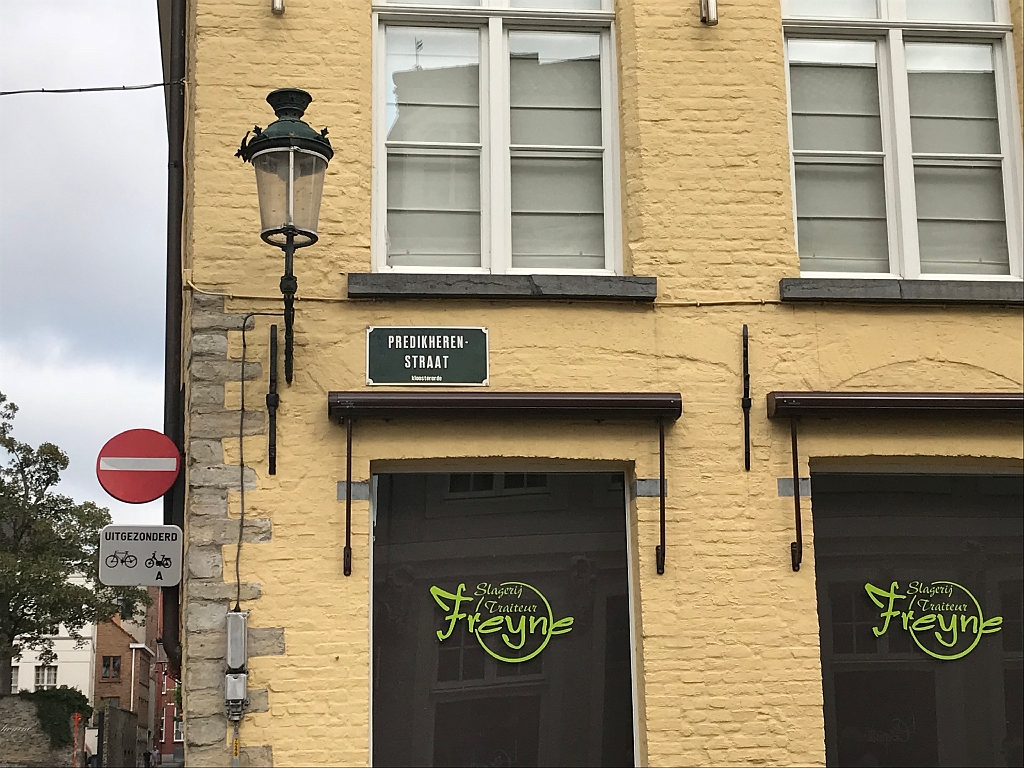 PREDIKHEREN-
STRAAT
kloosterorde
UITGEZONDERD
A
Slagerij
Traiteur
Freyne
Slagerij
Traiteur
Freyne